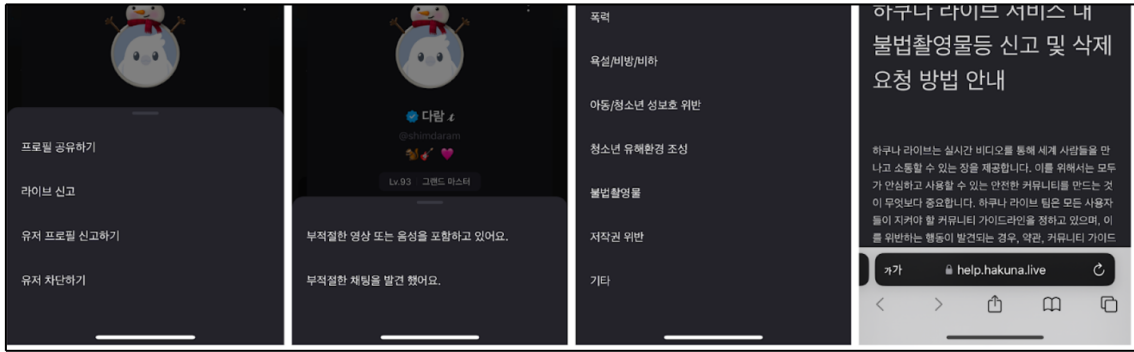 프로필 공유하기
라이브 신고
유저 프로필 신고하기
유저 차단하기
다람
@shimdaram
Lv.93 그랜드 마스터
부적절한 영상 또는 음성을 포함하고 있어요.
부적절한 채팅을 발견 했어요.
폭력
욕설/비방/비하
아동/청소년 성보호 위반
청소년 유해환경 조성
불법촬영물
저작권 위반
기타
하쿠나 라이브 서비스 내
불법촬영물등 신고 및 삭제
요청 방법 안내
하쿠나 라이브는 실시간 비디오를 통해 세계 사람들을 만
나고 소통할 수 있는 장을 제공합니다. 이를 위해서는 모두
가 안심하고 사용할 수 있는 안전한 커뮤니티를 만드는 것
이 무엇보다 중요합니다. 하쿠나 라이브 팀은 모든 사용자
들이 지켜야 할 커뮤니티 가이드라인을 정하고 있으며, 이
를 위반하는 행동이 발견되는 경우, 약관, 커뮤니티 가이드
가가 help.hakuna.live